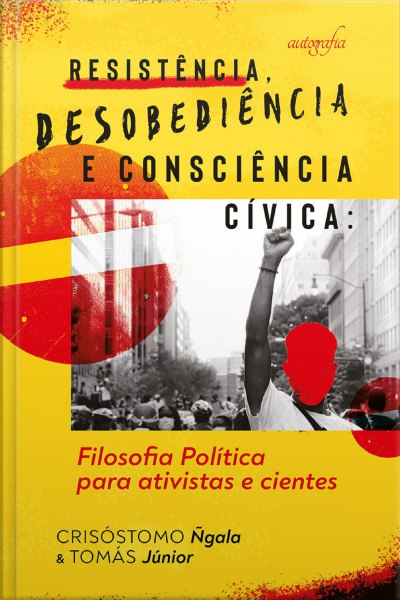 autografia
RESISTÊNCIA,
DESOBEDIÊNCIA
E CONSCIÊNCIA
CÍVICA:
Filosofia Política
para ativistas e cientes
CRISÓSTOMO Ñgala
& TOMÁS Júnior